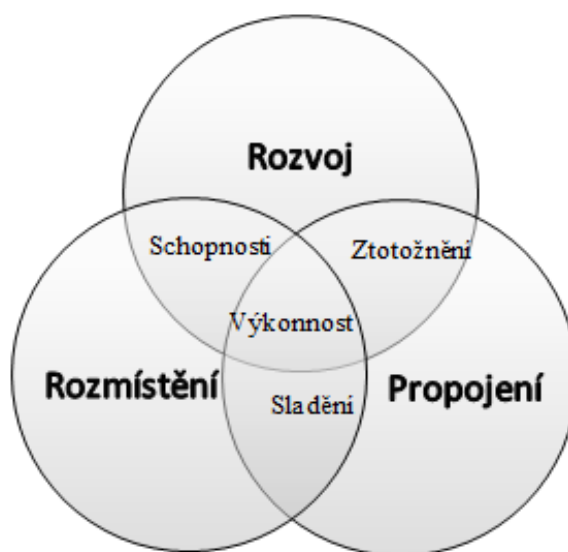 Rozvoj
Schopnosti
Ztotožnění
Výkonnost
Rozmístění
Propojení
Sladění